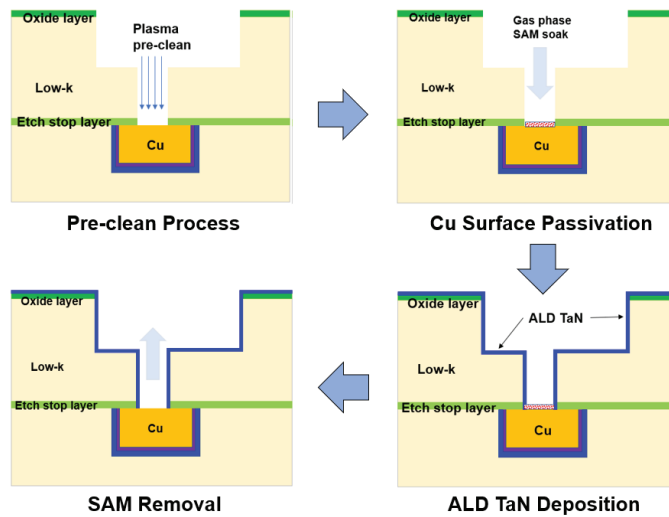 Oxide layer
Plasma
pre-clean
Low-k
Etch stop layer
Cu
Pre-clean Process
Oxide layer
Gas phase
SAM soak
Low-k
Etch stop layer
Cu
Cu Surface Passivation
Oxide layer
Low-k
Etch stop layer
Cu
SAM Removal
Oxide layer
ALD TaN
Low-k
Etch stop layer
Cu
ALD TaN Deposition